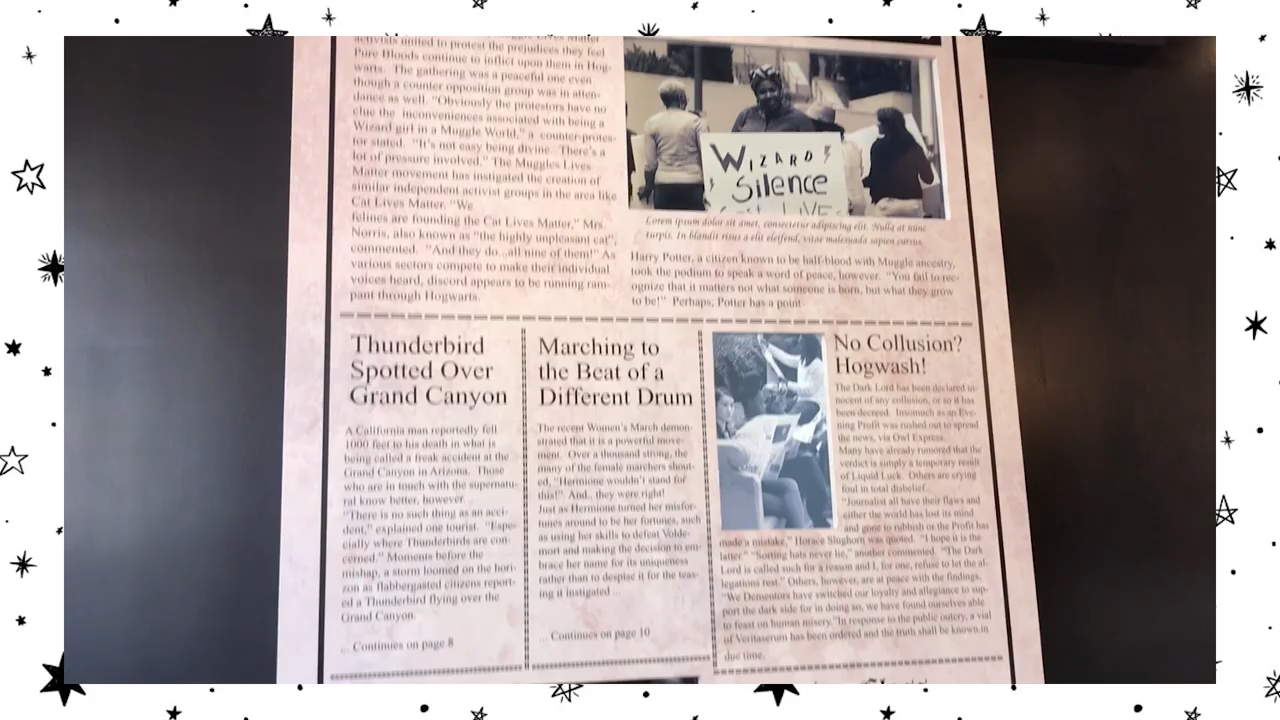 activists united to protest the prejudices they feel
Pure Bloods continue to inflict upon them in Hog-
warts. The gathering was a peaceful one even
though a counter opposition group was in atten-
dance as well. "Obviously the protestors have no
clue the inconveniences associated with being a
Wizard girl in a Muggle World," a counter-protes-
tor stated. "It's not easy being divine. There's a
lot of pressure involved." The Muggles Lives
Matter movement has instigated the creation of
similar independent activist groups in the area like
Cat Lives Matter. "We
felines are founding the Cat Lives Matter," Mrs.
Norris, also known as "the highly unpleasant cat",
commented. "And they do...all nine of them!" As
various sectors compete to make their individual
voices heard, discord appears to be running ram-
pant through Hogwarts.
WIZARD
Silence
Lorem ipsum dolor sit amet, consectetur adipiscing elit. Nulla at nunc
turpis. In blandit risus a elit eleifend, vitae malesuada sapien cursus.
Harry Potter, a citizen known to be half-blood with Muggle ancestry,
took the podium to speak a word of peace, however. "You fail to rec-
ognize that it matters not what someone is born, but what they grow
to be!" Perhaps, Potter has a point
Thunderbird
Spotted Over
Grand Canyon
A California man reportedly fell
1000 feet to his death in what is
being called a freak accident at the
Grand Canyon in Arizona. Those
who are in touch with the supernatu-
ral know better, however.
"There is no such thing as an acci-
dent," explained one tourist. "Espe-
cially where Thunderbirds are con-
cerned." Moments before the
mishap, a storm loomed on the hori-
zon as flabbergasted citizens report-
ed a Thunderbird flying over the
Grand Canyon.
... Continues on page 8
Marching to
the Beat of a
Different Drum
The recent Women's March demon-
strated that it is a powerful move-
ment. Over a thousand strong, the
many of the female marchers shout-
ed, "Hermione wouldn't stand for
this!" And.. they were right!
Just as Hermione turned her misfor-
tunes around to be her fortunes, such
as using her skills to defeat Volde-
mort and making the decision to em-
brace her name for its uniqueness
rather than to despise it for the teas-
ing it instigated ...
... Continues on page 10
No Collusion?
Hogwash!
The Dark Lord has been declared in-
nocent of any collusion, or so it has
been decreed. Insomuch as an Eve-
ning Profit was rushed out to spread
the news, via Owl Express.
Many have already rumored that the
verdict is simply a temporary result
of Liquid Luck. Others are crying
foul in total disbelief.
"Journalist all have their flaws and
either the world has lost its mind
and gone to rubbish or the Profit has
made a mistake," Horace Slughorn was quoted. "I hope it is the
latter" "Sorting hats never lie," another commented. "The Dark
Lord is called such for a reason and I, for one, refuse to let the al-
legations rest." Others, however, are at peace with the findings.
"We Dementors have switched our loyalty and allegiance to sup-
port the dark side for in doing so, we have found ourselves able
to feast on human misery."In response to the public outcry, a vial
of Veritaserum has been ordered and the truth shall be known in
due time.